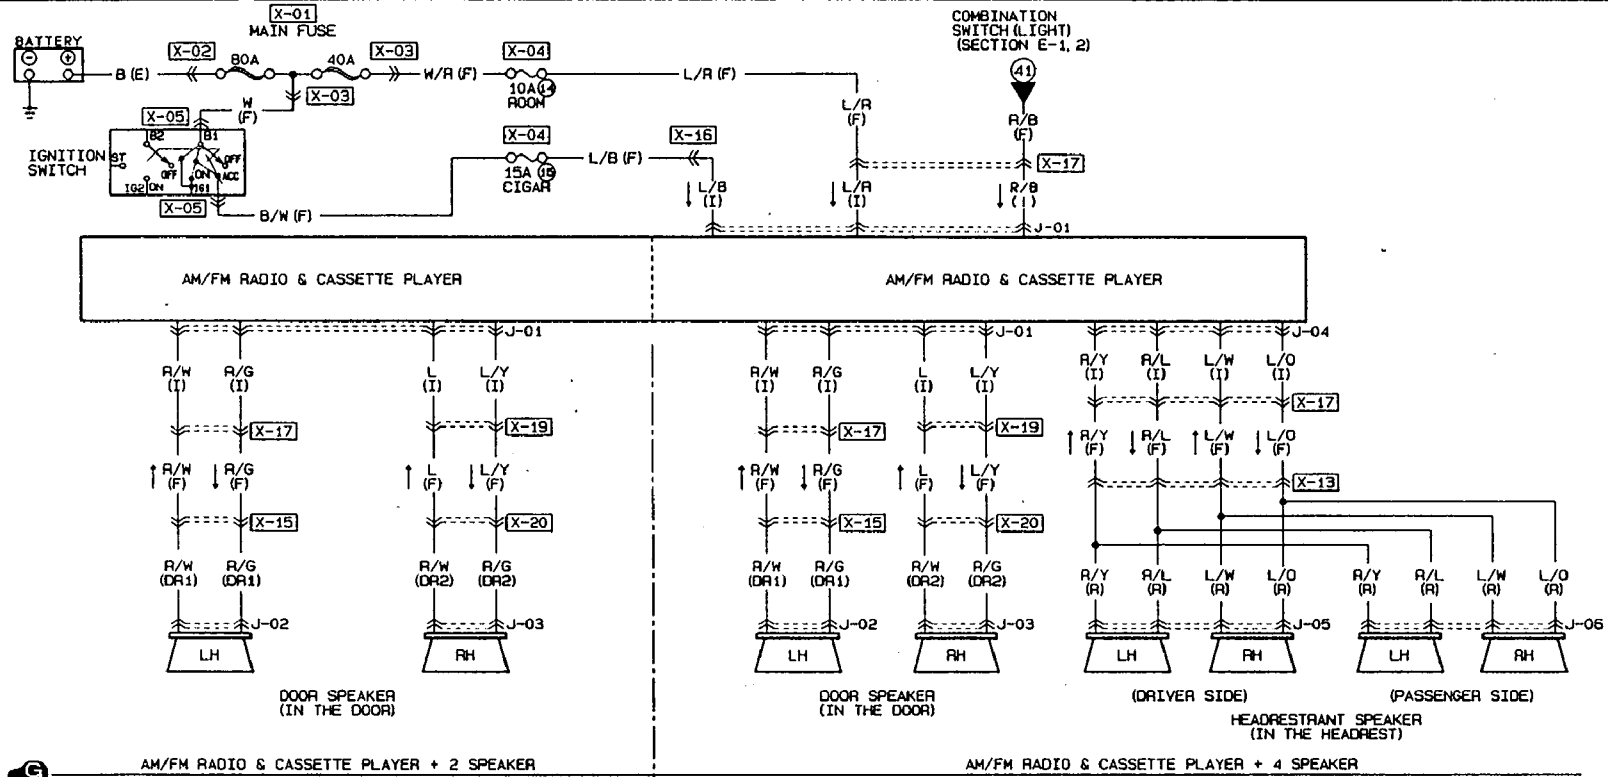 X-01
MAIN FUSE
COMBINATION
SWITCH(LIGHT)
(SECTION E-1, 2)
BATTERY
- +
X-02
80A
40A
X-03
X-04
41
B (E)
W/R (F)
L/R (F)
10A 14
ROOM
X-03
W
(F)
X-05
L/R
(F)
R/B
(F)
IGNITION
SWITCH
B2
B1
ST
OFF
OFF
ON
ACC
IG2
ON
IG1
X-04
X-16
X-17
L/B (F)
15A 15
CIGAR
X-05
B/W (F)
L/B
(I)
L/R
(I)
R/B
(I)
J-01
AM/FM RADIO & CASSETTE PLAYER
AM/FM RADIO & CASSETTE PLAYER
J-01
J-01
J-04
R/W
(I)
R/G
(I)
L
(I)
L/Y
(I)
R/W
(I)
R/G
(I)
L
(I)
L/Y
(I)
R/Y
(I)
R/L
(I)
L/W
(I)
L/O
(I)
X-17
X-19
X-17
X-19
X-17
R/W
(F)
R/G
(F)
L
(F)
L/Y
(F)
R/W
(F)
R/G
(F)
L
(F)
L/Y
(F)
R/Y
(F)
R/L
(F)
L/W
(F)
L/O
(F)
X-13
X-15
X-20
X-15
X-20
R/W
(DR1)
R/G
(DR1)
R/W
(DR2)
R/G
(DR2)
R/W
(DR1)
R/G
(DR1)
R/W
(DR2)
R/G
(DR2)
R/Y
(R)
R/L
(R)
L/W
(R)
L/O
(R)
R/Y
(R)
R/L
(R)
L/W
(R)
L/O
(R)
J-02
J-03
J-02
J-03
J-05
J-06
LH
RH
LH
RH
LH
RH
LH
RH
DOOR SPEAKER
(IN THE DOOR)
DOOR SPEAKER
(IN THE DOOR)
(DRIVER SIDE)
(PASSENGER SIDE)
HEADRESTRANT SPEAKER
(IN THE HEADREST)
G
AM/FM RADIO & CASSETTE PLAYER + 2 SPEAKER
AM/FM RADIO & CASSETTE PLAYER + 4 SPEAKER